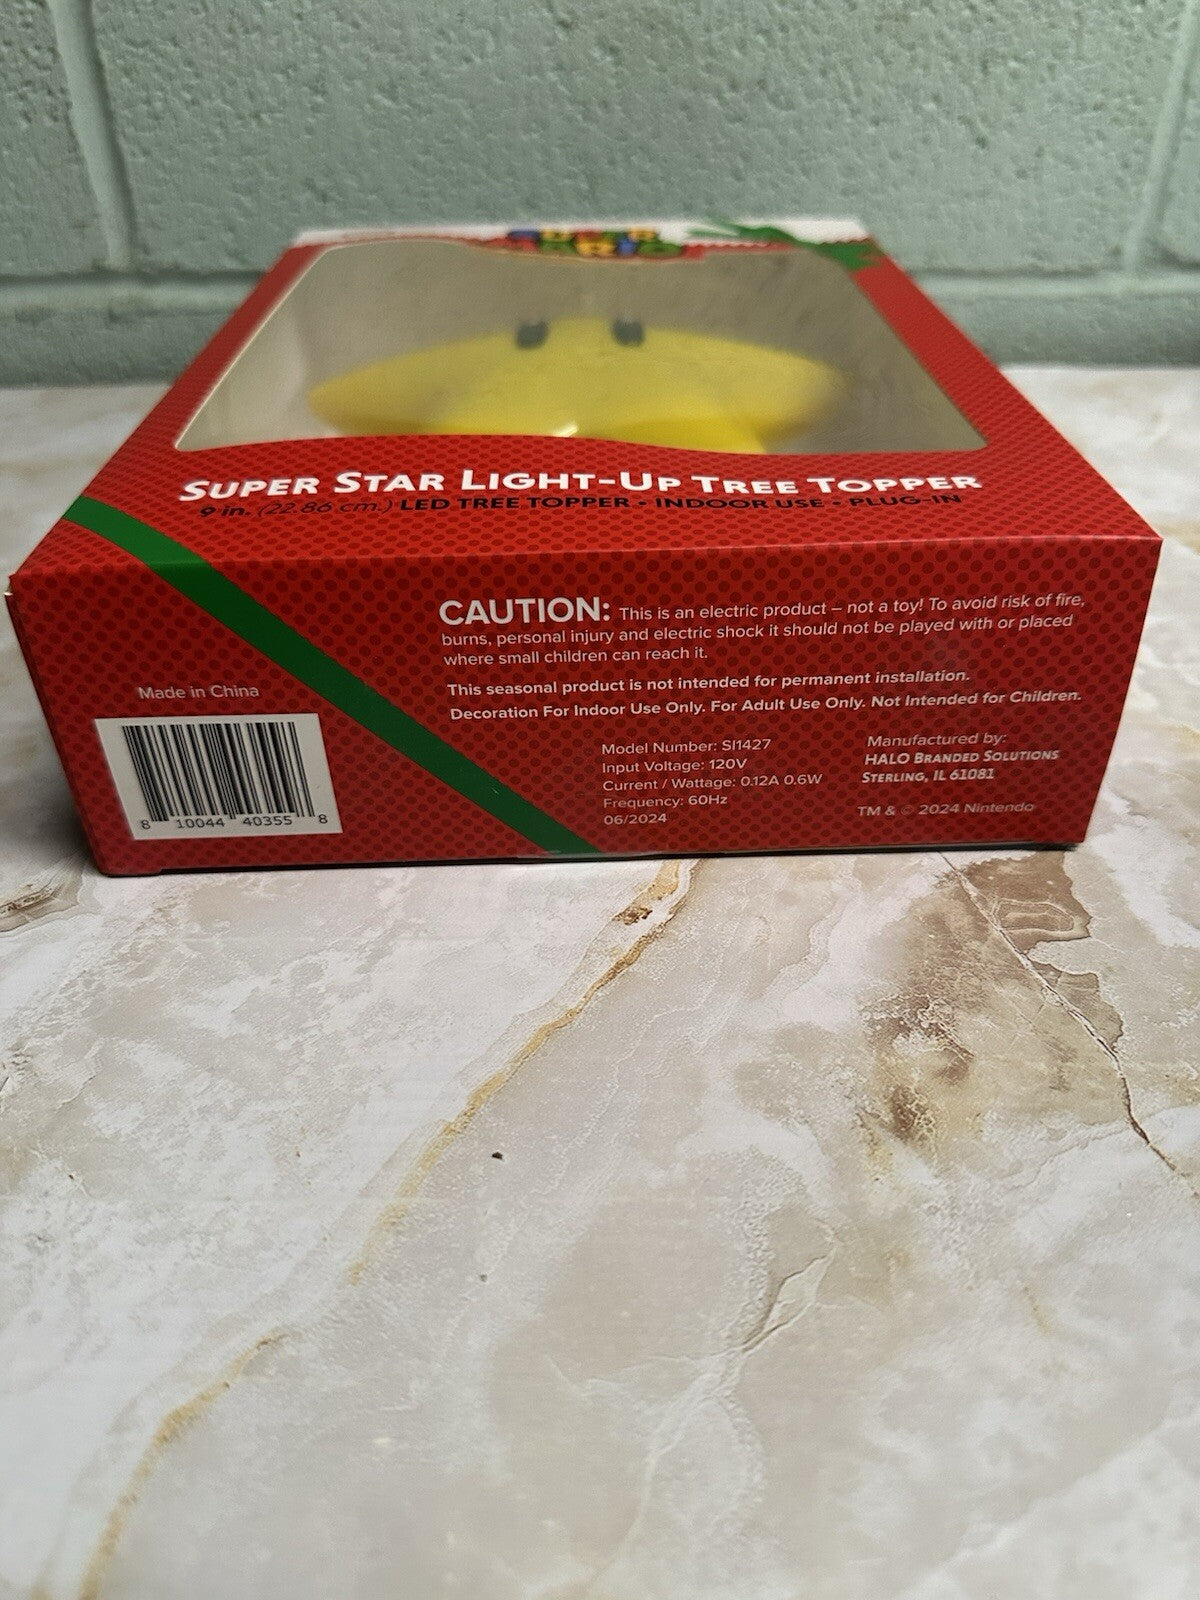 SUPER MARIO
SUPER STAR LIGHT-UP TREE TOPPER
9 in. (22.86 cm.) LED TREE TOPPER • INDOOR USE • PLUG-IN
CAUTION: This is an electric product – not a toy! To avoid risk of fire,
burns, personal injury and electric shock it should not be played with or placed
where small children can reach it.
This seasonal product is not intended for permanent installation.
Decoration For Indoor Use Only. For Adult Use Only. Not Intended for Children.
Made in China
8 10044 40355 8
Model Number: SI1427
Input Voltage: 120V
Current / Wattage: 0.12A 0.6W
Frequency: 60Hz
06/2024
Manufactured by:
HALO BRANDED SOLUTIONS
STERLING, IL 61081
TM & © 2024 Nintendo